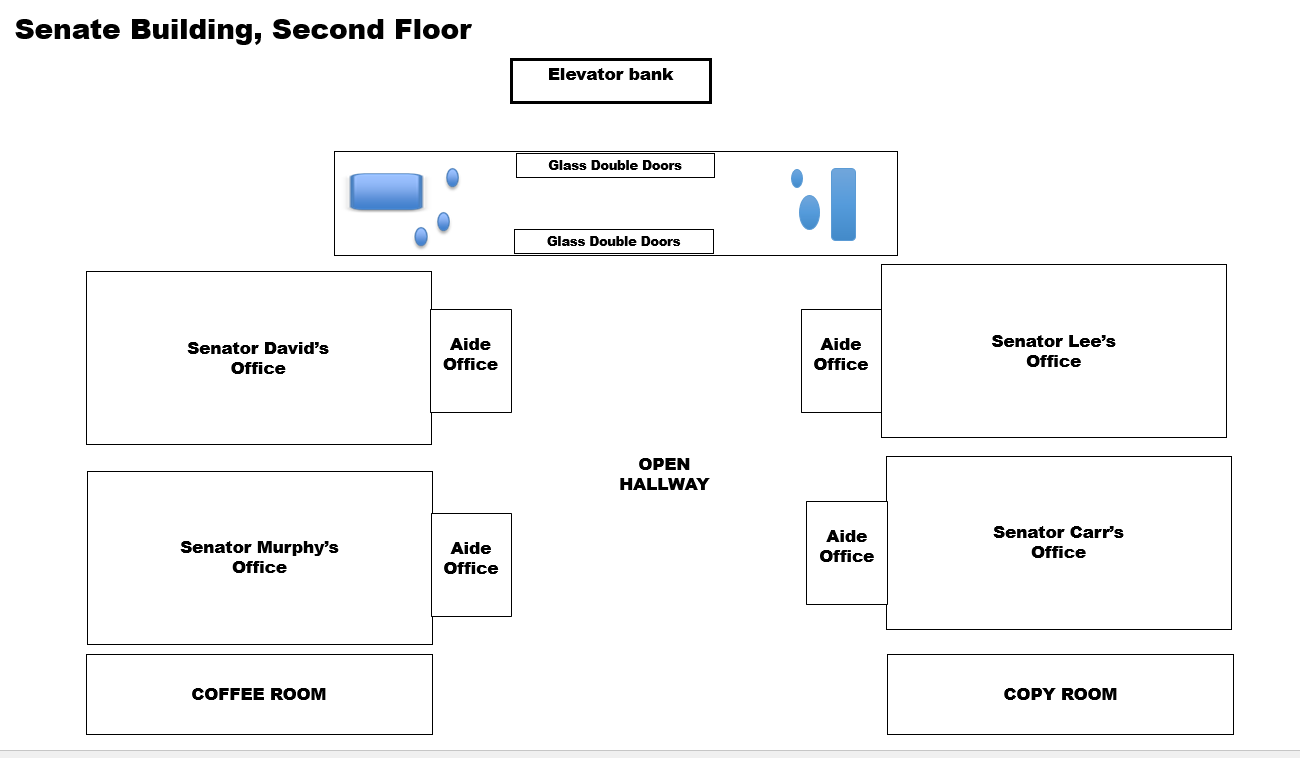 Senate Building, Second Floor
Elevator bank
Glass Double Doors
Glass Double Doors
Senator David’s
Office
Aide
Office
Aide
Office
Senator Lee’s
Office
OPEN
HALLWAY
Senator Murphy’s
Office
Aide
Office
Aide
Office
Senator Carr’s
Office
COFFEE ROOM
COPY ROOM